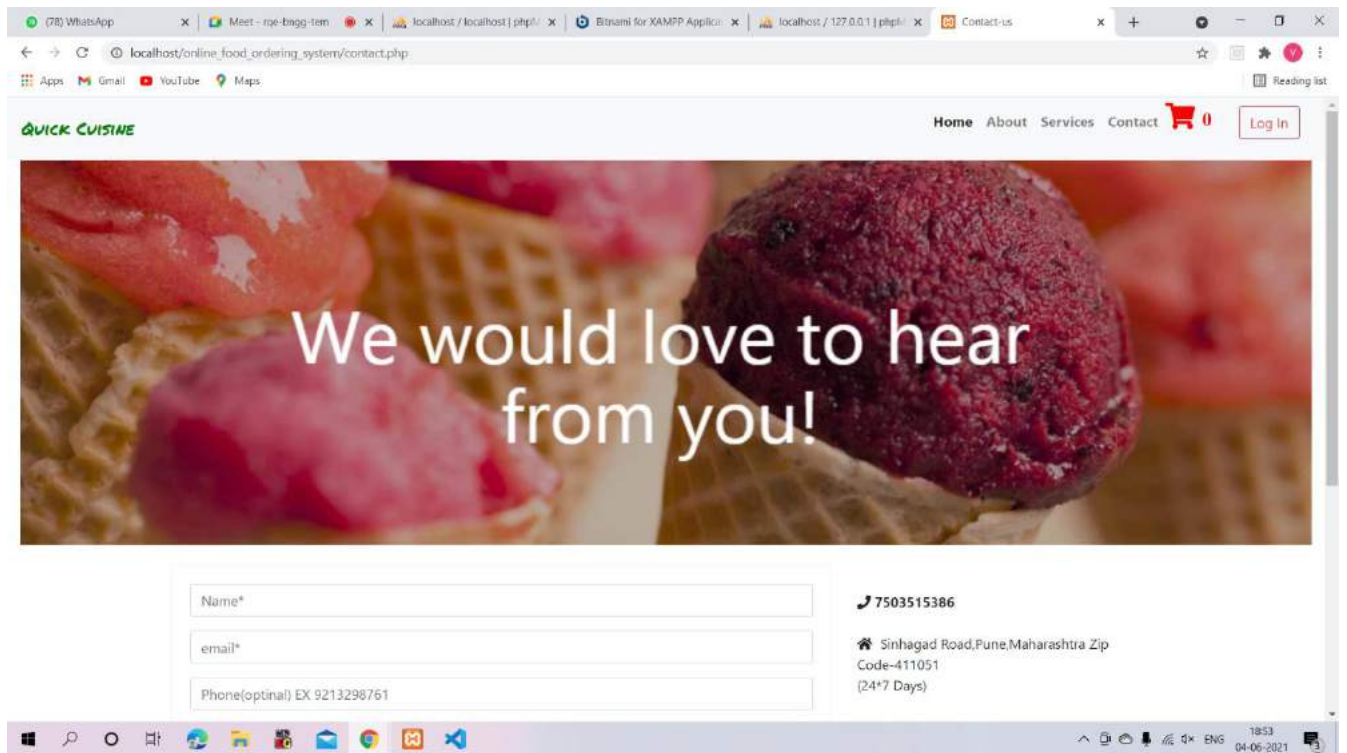 (78) WhatsApp
Meet - rqe-bngg-tem
localhost / localhost | phpM
Bitnami for XAMPP Applica
localhost / 127.0.0.1 | phpM
Contact-us
localhost/online_food_ordering_system/contact.php
V
Apps Gmail YouTube Maps Reading list
Quick Cuisine
Home About Services Contact 0 Log In
We would love to hear
from you!
Name*
email*
Phone(optinal) EX 9213298761
7503515386
Sinhagad Road,Pune,Maharashtra Zip
Code-411051
(24*7 Days)
ENG
18:53
04-06-2021